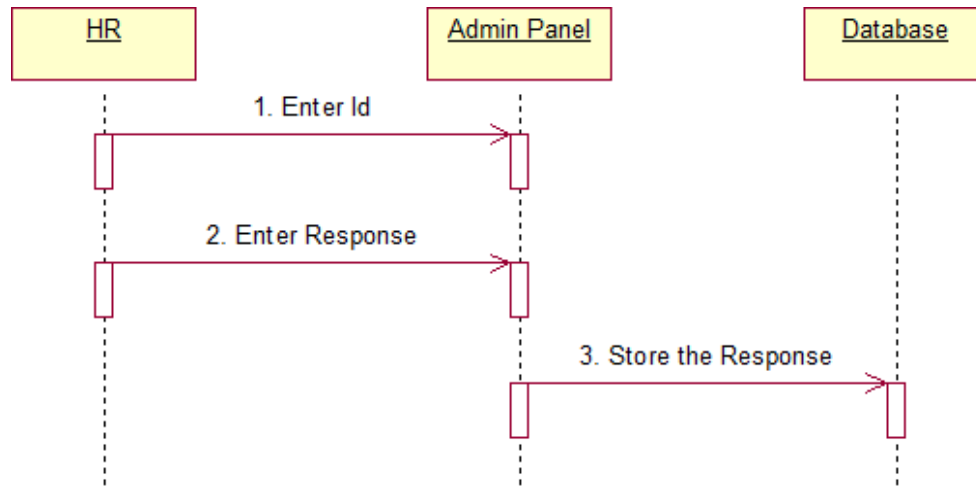 HR
Admin Panel
Database
1. Enter Id
2. Enter Response
3. Store the Response